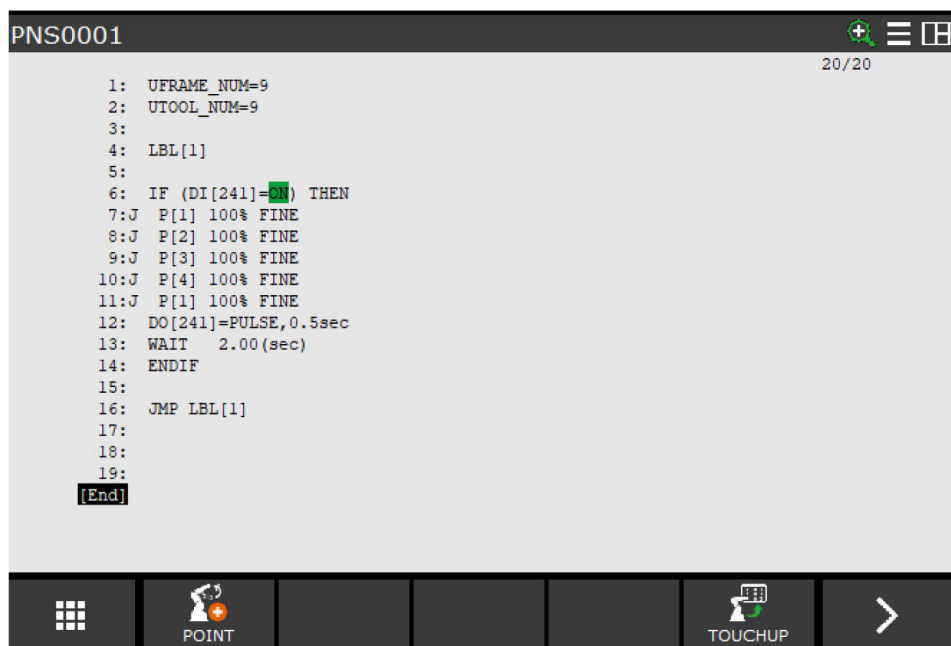 PNS0001
20/20
1: UFRAME_NUM=9
2: UTOOL_NUM=9
3:
4: LBL[1]
5:
6: IF (DI[241]=ON) THEN
7:J P[1] 100% FINE
8:J P[2] 100% FINE
9:J P[3] 100% FINE
10:J P[4] 100% FINE
11:J P[1] 100% FINE
12: DO[241]=PULSE,0.5sec
13: WAIT 2.00(sec)
14: ENDIF
15:
16: JMP LBL[1]
17:
18:
19:
[End]
POINT TOUCHUP